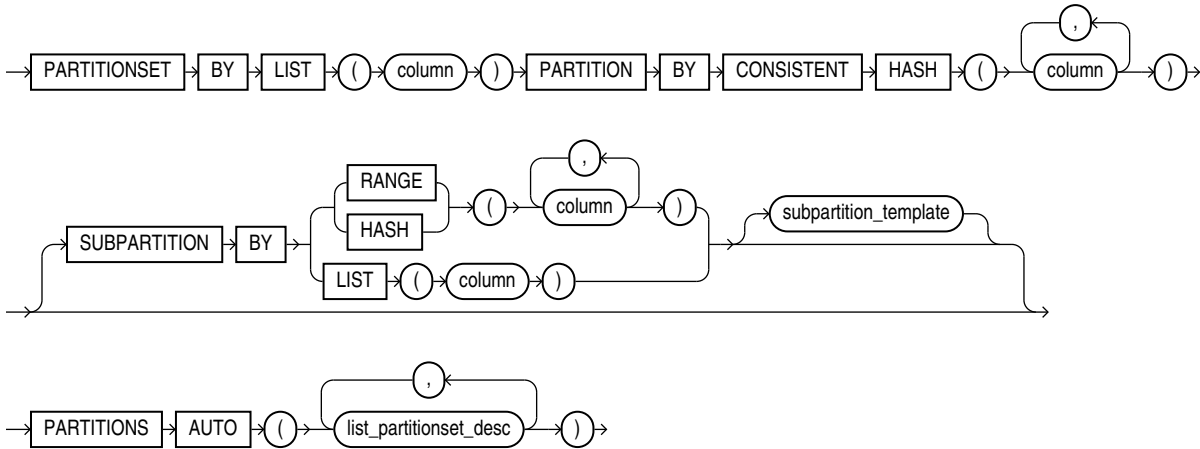 ,
PARTITIONSET BY LIST ( column ) PARTITION BY CONSISTENT HASH ( column )
,
RANGE
HASH
( column )
subpartition_template
SUBPARTITION BY
LIST ( column )
,
PARTITIONS AUTO ( list_partitionset_desc )